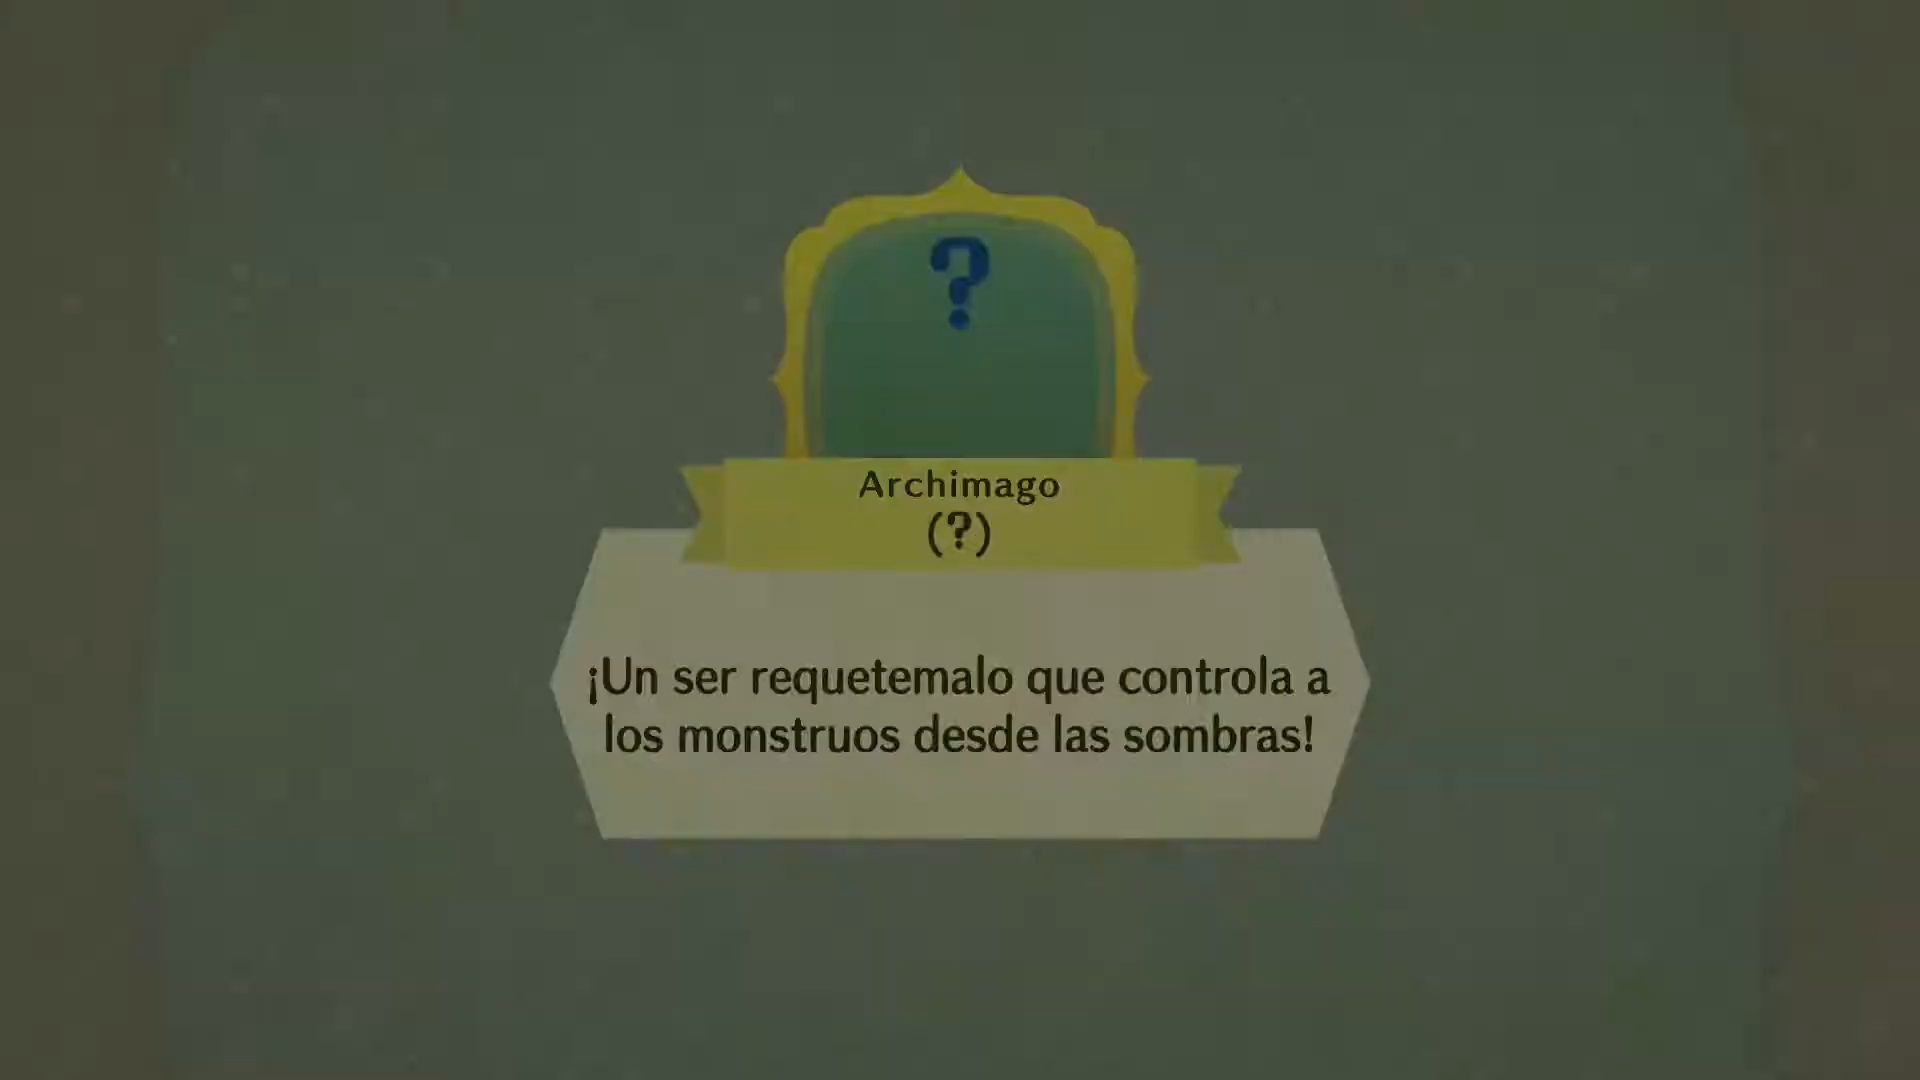 ?
Archimago
(?)
¡Un ser requetemalo que controla a
los monstruos desde las sombras!